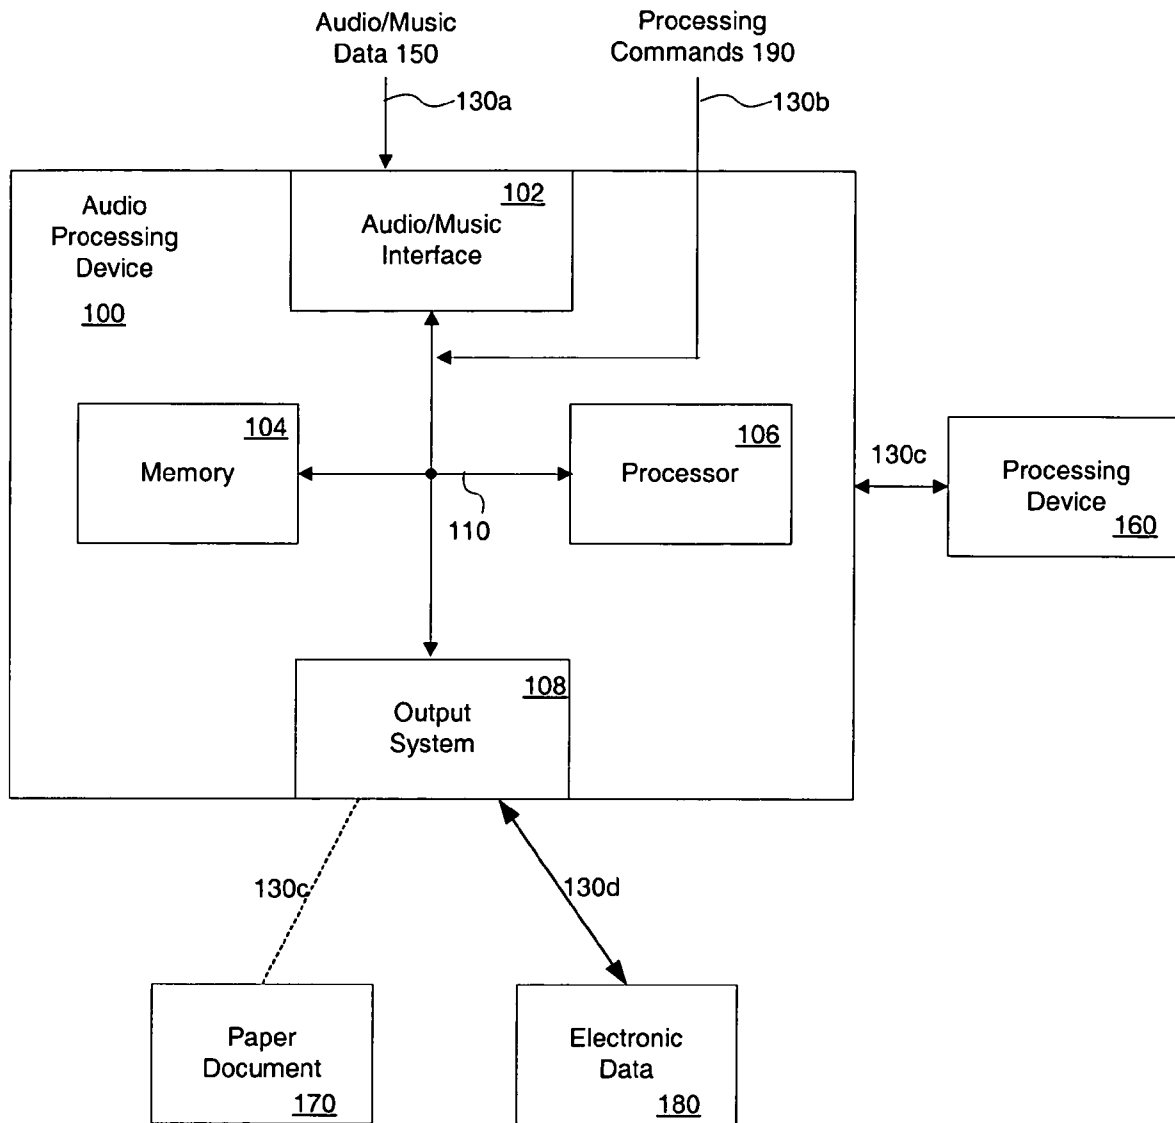 Audio/Music
Data 150
Processing
Commands 190
130a
130b
102
Audio/Music
Interface
Audio
Processing
Device
100
104
Memory
106
Processor
110
130c
Processing
Device
160
108
Output
System
130c
130d
Paper
Document
170
Electronic
Data
180